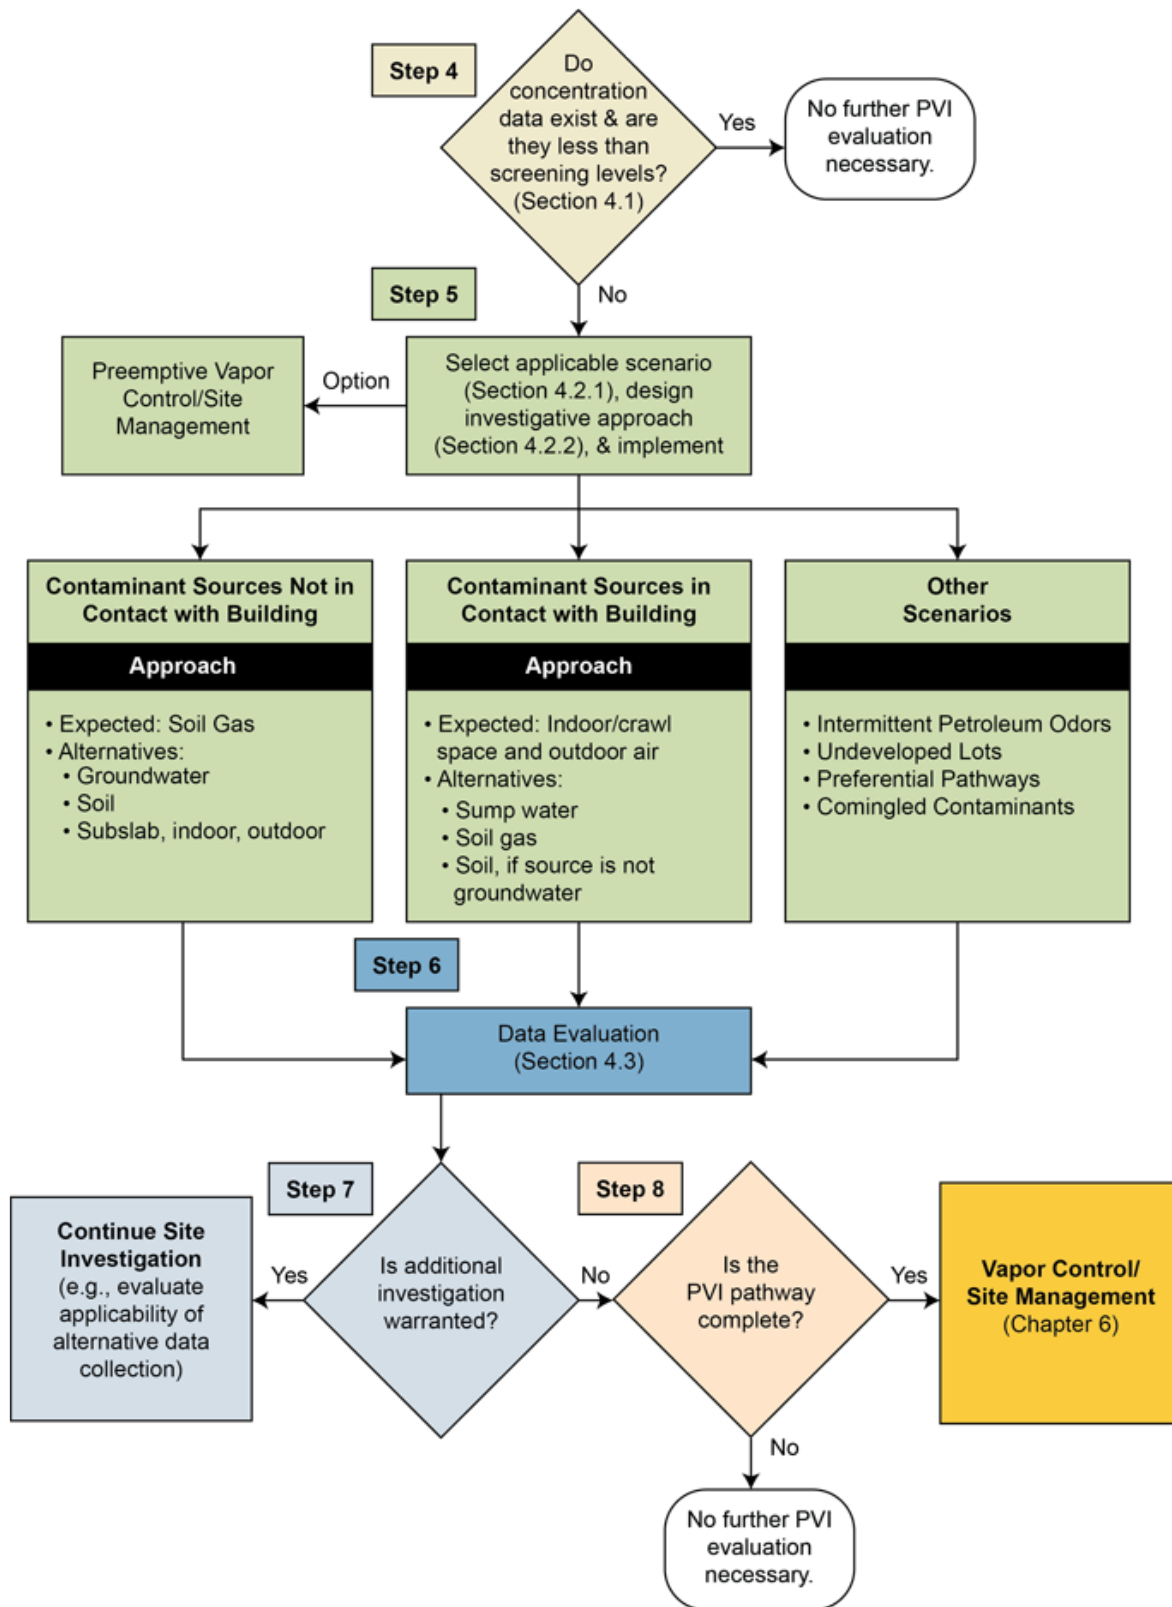 Step 4
Do
concentration
data exist & are
they less than
screening levels?
(Section 4.1)
Yes
No further PVI
evaluation
necessary.
Step 5
No
Preemptive Vapor
Control/Site
Management
Option
Select applicable scenario
(Section 4.2.1), design
investigative approach
(Section 4.2.2), & implement
Contaminant Sources Not in
Contact with Building
Approach
• Expected: Soil Gas
• Alternatives:
• Groundwater
• Soil
• Subslab, indoor, outdoor
Contaminant Sources in
Contact with Building
Approach
• Expected: Indoor/crawl
space and outdoor air
• Alternatives:
• Sump water
• Soil gas
• Soil, if source is not
groundwater
Other
Scenarios
• Intermittent Petroleum Odors
• Undeveloped Lots
• Preferential Pathways
• Comingled Contaminants
Step 6
Data Evaluation
(Section 4.3)
Step 7
Continue Site
Investigation
(e.g., evaluate
applicability of
alternative data
collection)
Yes
Is additional
investigation
warranted?
No
Step 8
Is the
PVI pathway
complete?
Yes
Vapor Control/
Site Management
(Chapter 6)
No
No further PVI
evaluation
necessary.